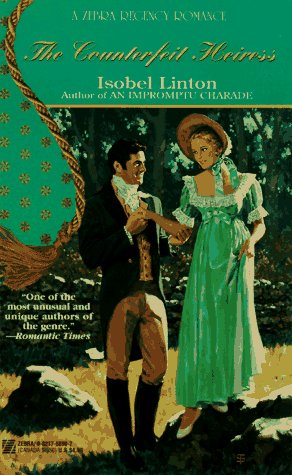 A ZEBRA REGENCY ROMANCE
The Counterfeit Heiress
Isobel Linton
Author of AN IMPROMPTU CHARADE
"One of the
most unusual and
unique authors of
the genre."
—Romantic Times